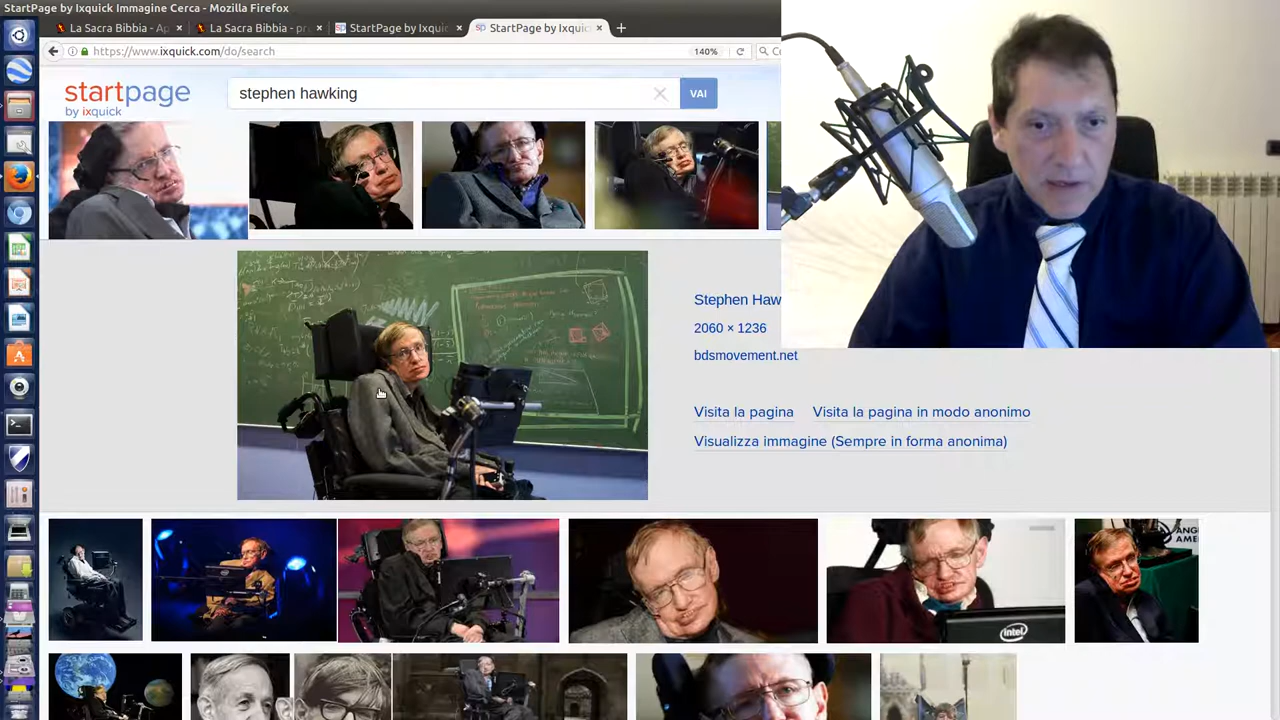 StartPage by Ixquick Immagine Cerca - Mozilla Firefox
La Sacra Bibbia - Ap
La Sacra Bibbia - pr
StartPage by Ixquic
StartPage by Ixquic
https://www.ixquick.com/do/search
140%
startpage
by ixquick
stephen hawking
VAI
Stephen Haw
2060 × 1236
bdsmovement.net
Visita la pagina
Visita la pagina in modo anonimo
Visualizza immagine (Sempre in forma anonima)
intel